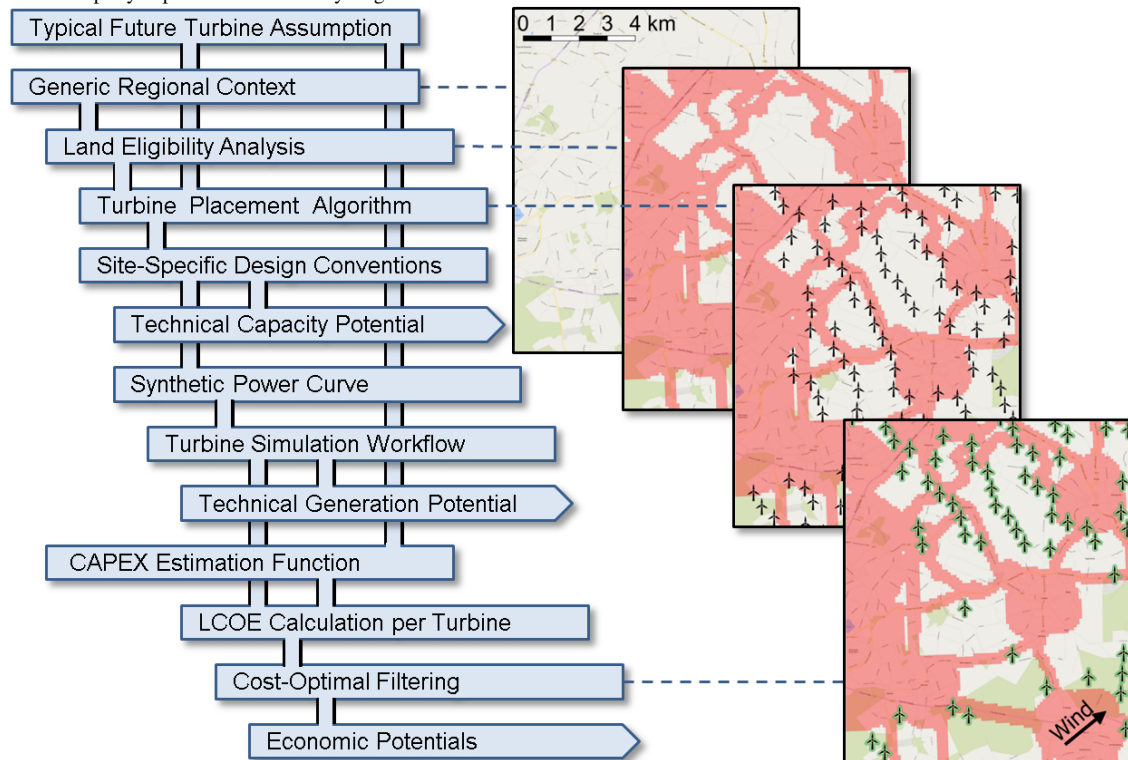 Typical Future Turbine Assumption
0 1 2 3 4 km
Generic Regional Context
Land Eligibility Analysis
Turbine Placement Algorithm
Site-Specific Design Conventions
Technical Capacity Potential
Synthetic Power Curve
Turbine Simulation Workflow
Technical Generation Potential
CAPEX Estimation Function
LCOE Calculation per Turbine
Cost-Optimal Filtering
Economic Potentials
Wind